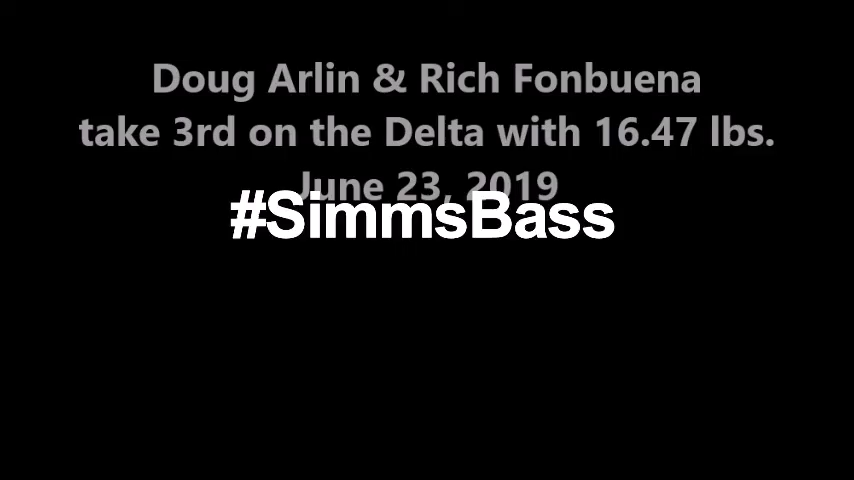 Doug Arlin & Rich Fonbuena
take 3rd on the Delta with 16.47 lbs.
June 23, 2019
#SimmsBass